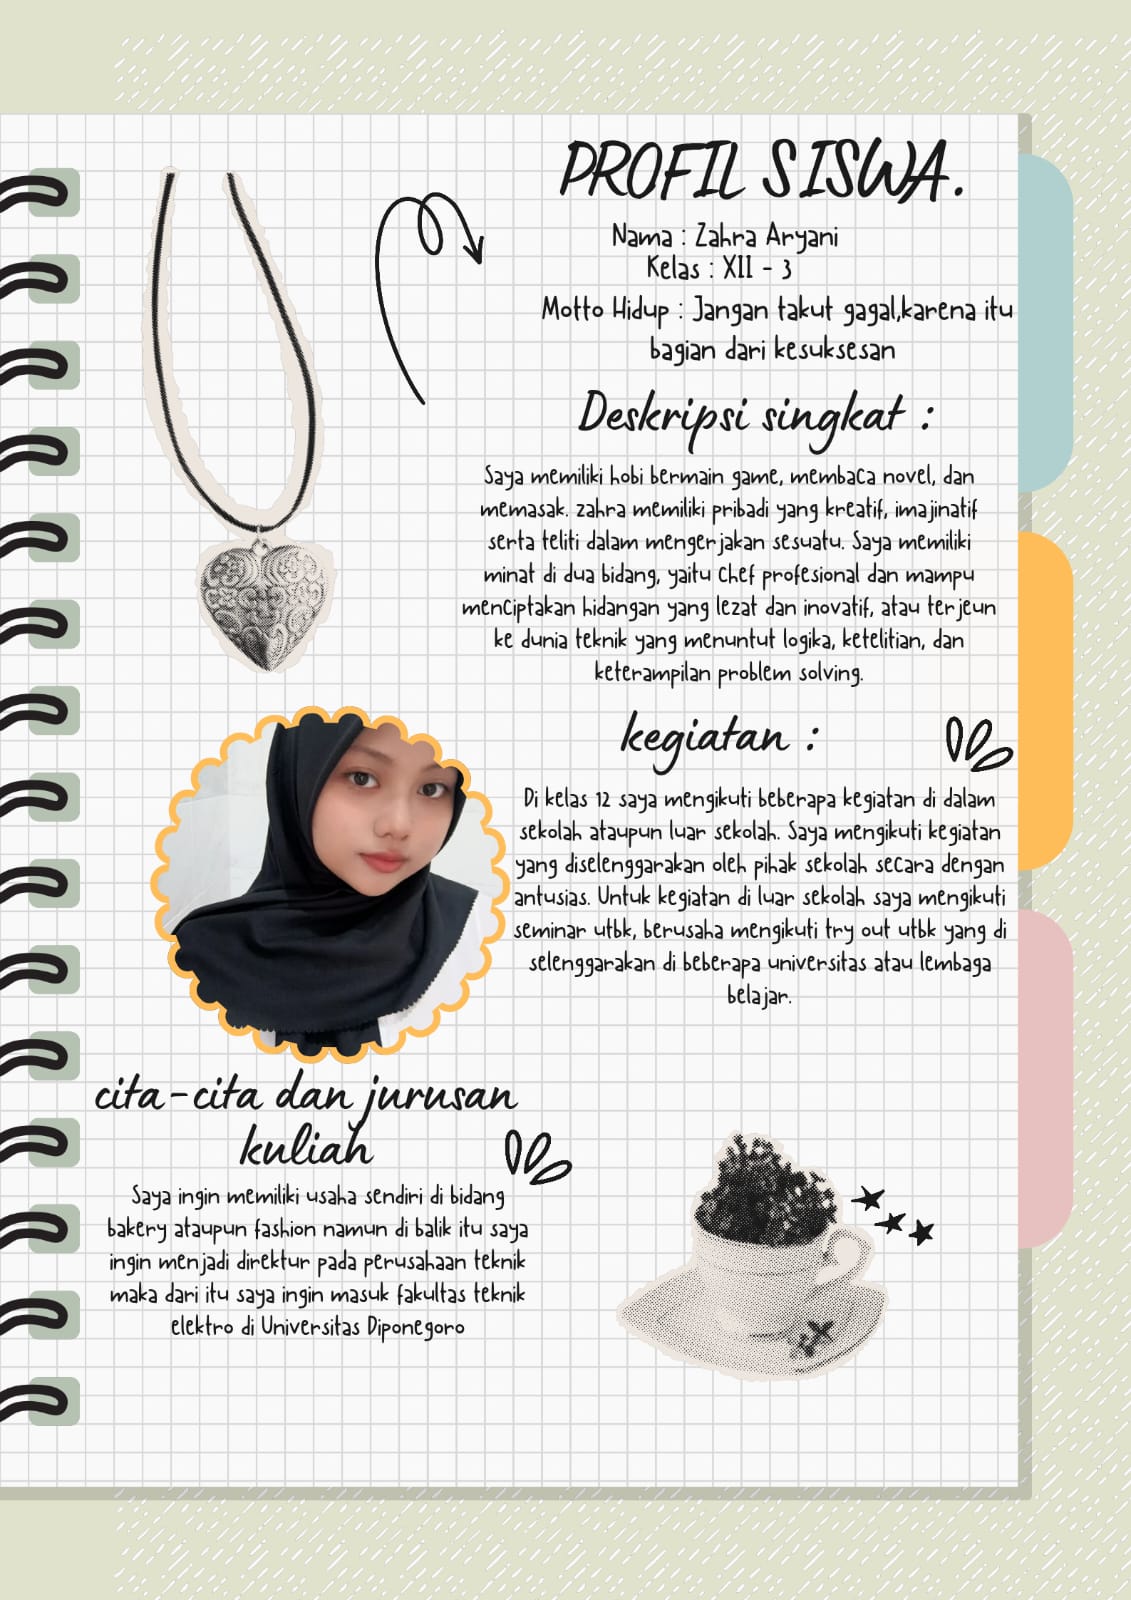 PROFIL SISWA.
Nama : Zahra Aryani
Kelas : XII - 3
Motto Hidup : Jangan takut gagal,karena itu
bagian dari kesuksesan
Deskripsi singkat :
Saya memiliki hobi bermain game, membaca novel, dan
memasak. zahra memiliki pribadi yang kreatif, imajinatif
serta teliti dalam mengerjakan sesuatu. Saya memiliki
minat di dua bidang, yaitu Chef profesional dan mampu
menciptakan hidangan yang lezat dan inovatif, atau terjeun
ke dunia teknik yang menuntut logika, ketelitian, dan
keterampilan problem solving.
kegiatan :
Di kelas 12 saya mengikuti beberapa kegiatan di dalam
sekolah ataupun luar sekolah. Saya mengikuti kegiatan
yang diselenggarakan oleh pihak sekolah secara dengan
antusias. Untuk kegiatan di luar sekolah saya mengikuti
seminar utbk, berusaha mengikuti try out utbk yang di
selenggarakan di beberapa universitas atau lembaga
belajar.
cita-cita dan jurusan
kuliah
Saya ingin memiliki usaha sendiri di bidang
bakery ataupun fashion namun di balik itu saya
ingin menjadi direktur pada perusahaan teknik
maka dari itu saya ingin masuk fakultas teknik
elektro di Universitas Diponegoro